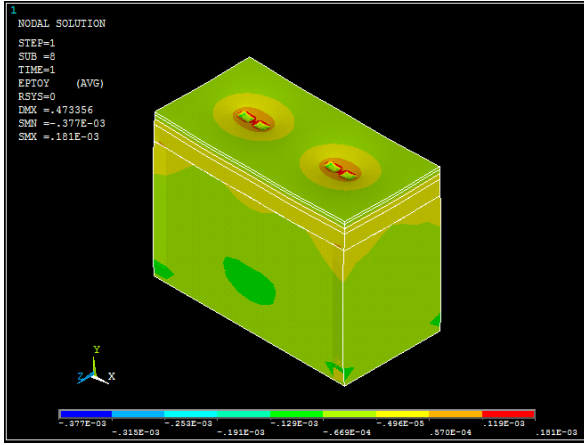 1
NODAL SOLUTION
STEP=1
SUB =8
TIME=1
EPTOY (AVG)
RSYS=0
DMX =.473356
SMN =-.377E-03
SMX =.181E-03
Y
Z X
-.377E-03 -.253E-03 -.129E-03 -.496E-05 .119E-03
-.315E-03 -.191E-03 -.669E-04 .570E-04 .181E-03